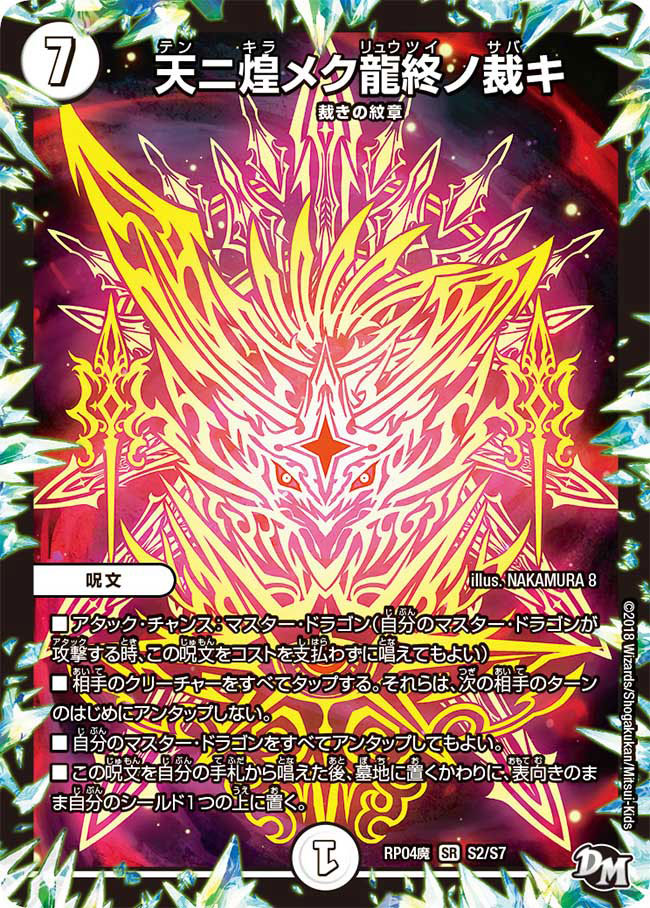 7
テン キラ リュウツイ サバ
天二煌メク龍終ノ裁キ
裁きの紋章
呪文
illus. NAKAMURA 8
■アタック・チャンス：マスター・ドラゴン（自分のマスター・ドラゴンが
攻撃する時、この呪文をコストを支払わずに唱えてもよい）
■相手のクリーチャーをすべてタップする。それらは、次の相手のターン
のはじめにアンタップしない。
■自分のマスター・ドラゴンをすべてアンタップしてもよい。
■この呪文を自分の手札から唱えた後、墓地に置くかわりに、表向きのま
ま自分のシールド1つの上に置く。
©2018 Wizards/Shogakukan/Mitsui-Kids
1
RP04魔 SR S2/S7
DM